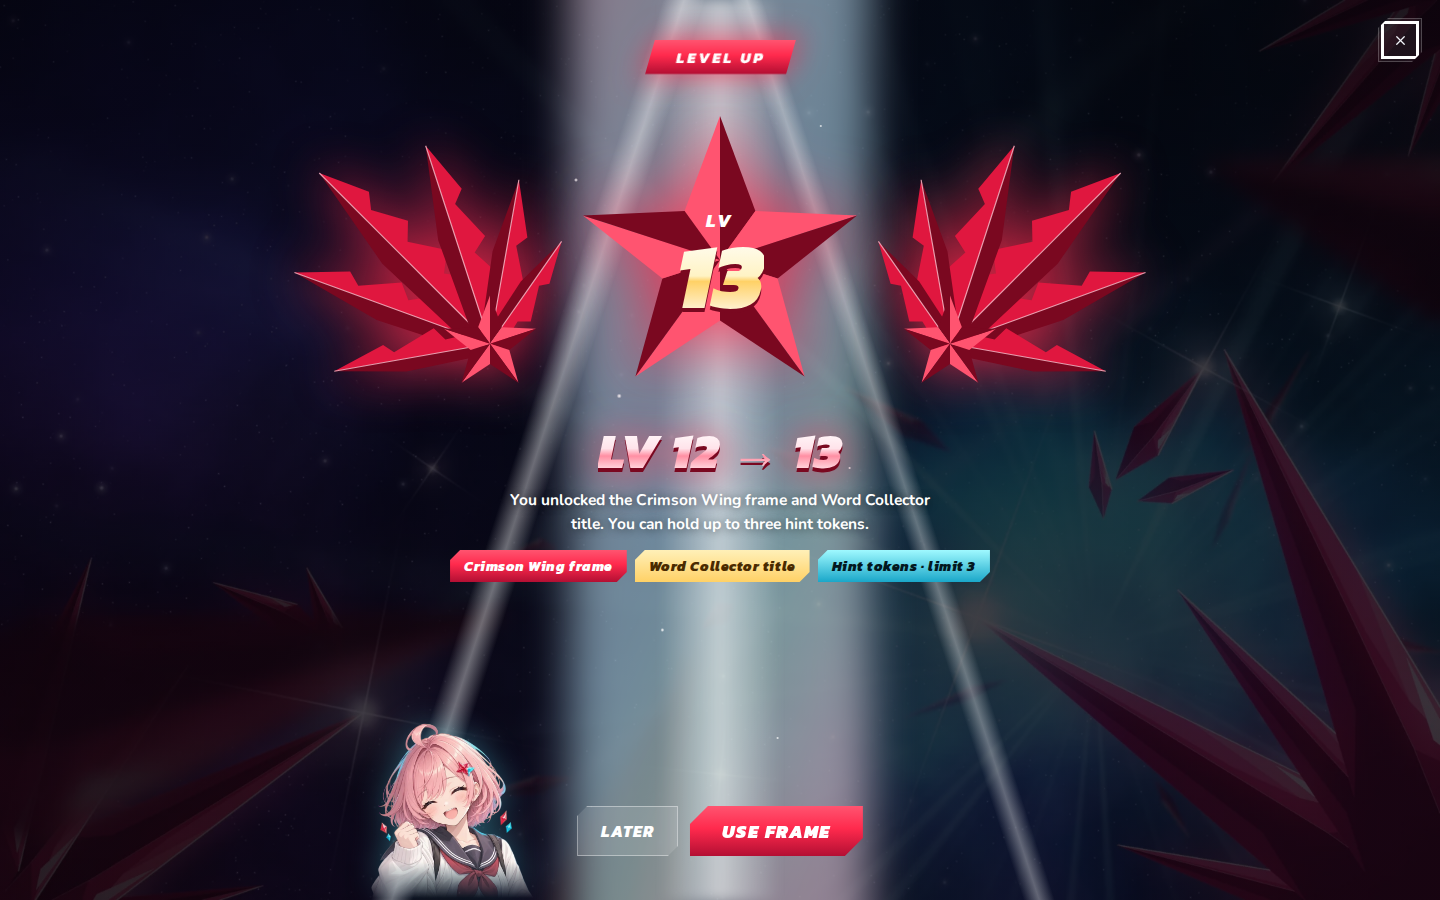 LEVEL UP
×
LV
13
LV 12 → 13
You unlocked the Crimson Wing frame and Word Collector
title. You can hold up to three hint tokens.
Crimson Wing frame
Word Collector title
Hint tokens · limit 3
LATER
USE FRAME